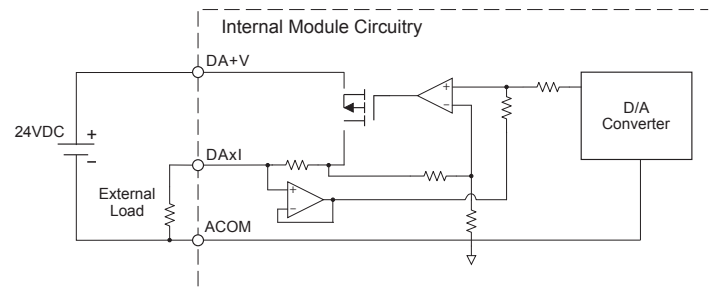 Internal Module Circuitry
DA+V
+
−
D/A
Converter
24VDC
+
−
DAxI
External
Load
+
−
ACOM